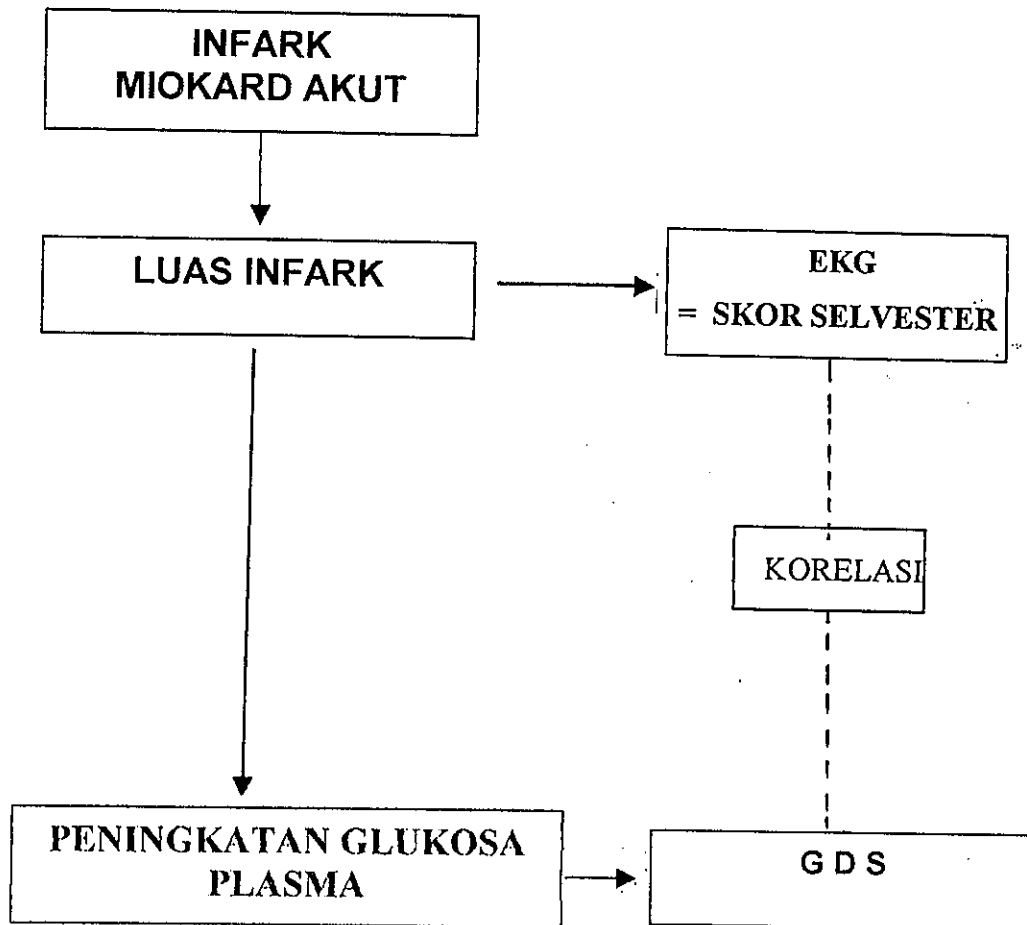 INFARK
MIOKARD AKUT
LUAS INFARK
EKG
= SKOR SELVESTER
KORELASI
PENINGKATAN GLUKOSA
PLASMA
G D S